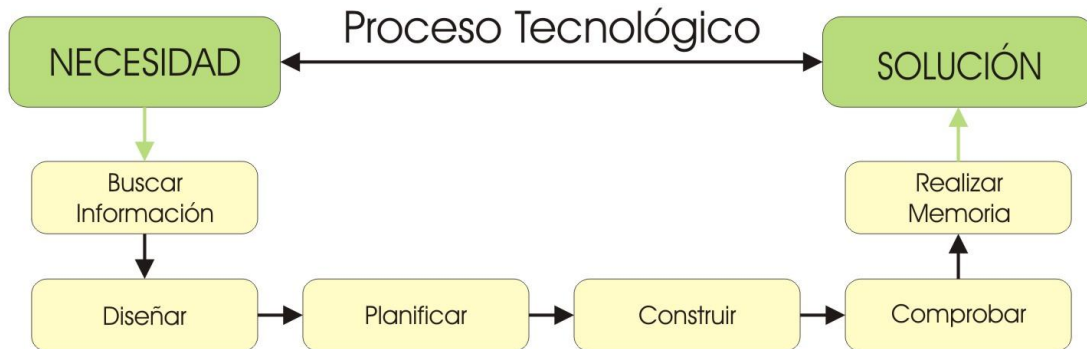 Proceso Tecnológico
NECESIDAD
SOLUCIÓN
Buscar
Información
Realizar
Memoria
Diseñar
Planificar
Construir
Comprobar